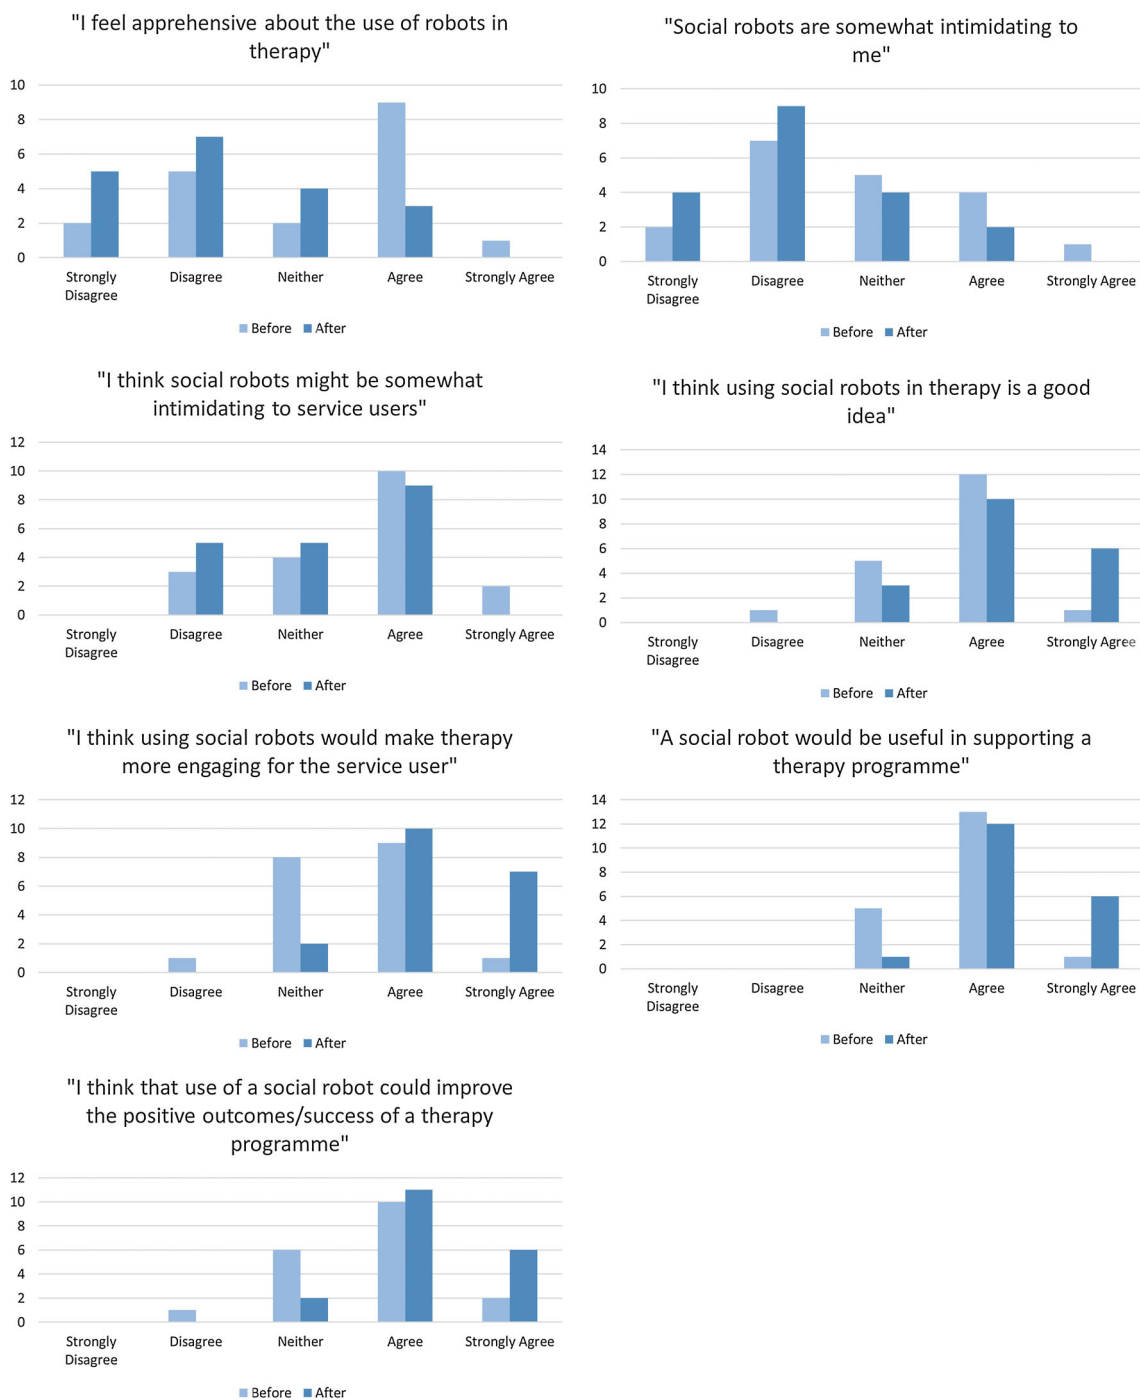 "I feel apprehensive about the use of robots in
therapy"
10
8
6
4
2
0
Strongly Disagree Disagree Neither Agree Strongly Agree
Before After
"Social robots are somewhat intimidating to
me"
10
8
6
4
2
0
Strongly Disagree Disagree Neither Agree Strongly Agree
Before After
"I think social robots might be somewhat
intimidating to service users"
12
10
8
6
4
2
0
Strongly Disagree Disagree Neither Agree Strongly Agree
Before After
"I think using social robots in therapy is a good
idea"
14
12
10
8
6
4
2
0
Strongly Disagree Disagree Neither Agree Strongly Agree
Before After
"I think using social robots would make therapy
more engaging for the service user"
12
10
8
6
4
2
0
Strongly Disagree Disagree Neither Agree Strongly Agree
Before After
"A social robot would be useful in supporting a
therapy programme"
14
12
10
8
6
4
2
0
Strongly Disagree Disagree Neither Agree Strongly Agree
Before After
"I think that use of a social robot could improve
the positive outcomes/success of a therapy
programme"
12
10
8
6
4
2
0
Strongly Disagree Disagree Neither Agree Strongly Agree
Before After